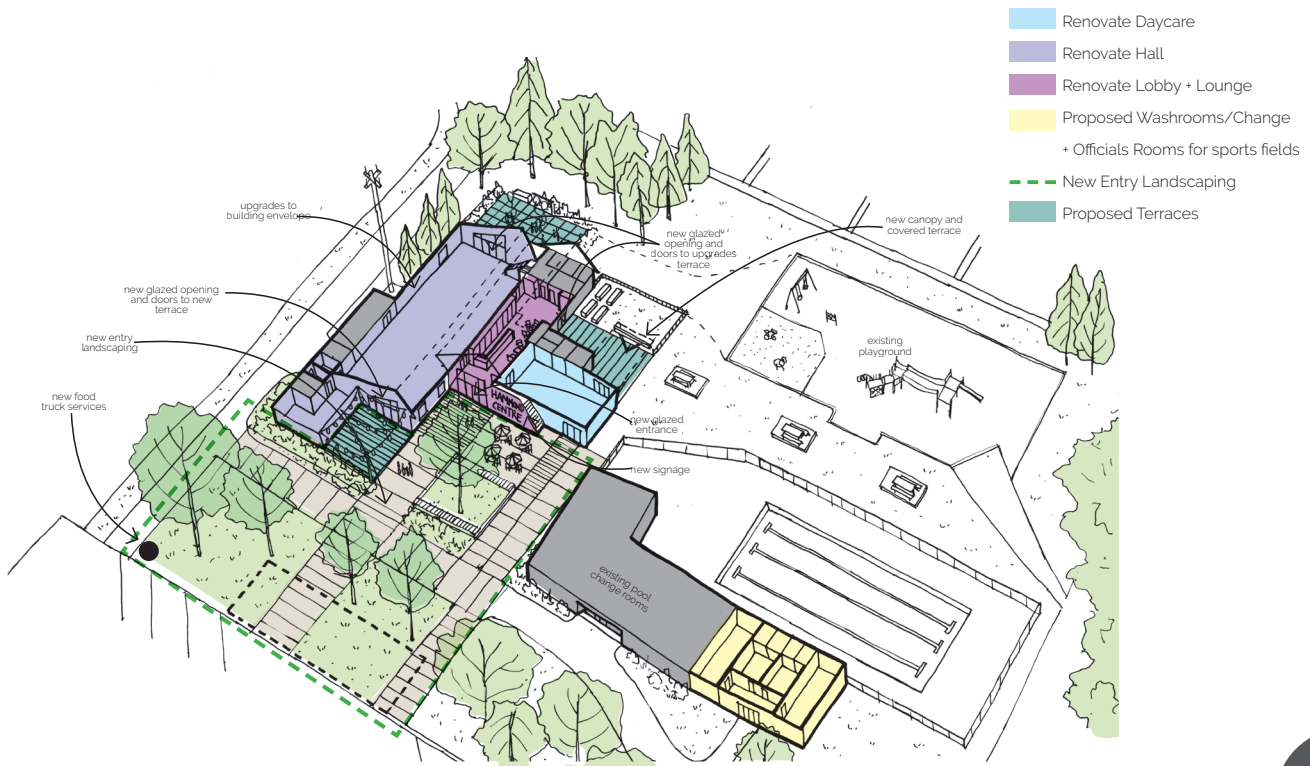 Renovate Daycare
Renovate Hall
Renovate Lobby + Lounge
Proposed Washrooms/Change
+ Officials Rooms for sports fields
New Entry Landscaping
Proposed Terraces
upgrades to
building envelope
new glazed
opening and
doors to upgrades
terrace
new canopy and
covered terrace
new glazed opening
and doors to new
terrace
new entry
landscaping
existing
playground
new food
truck services
HAMMOND
CENTRE
new glazed
entrance
new signage
existing pool
change rooms